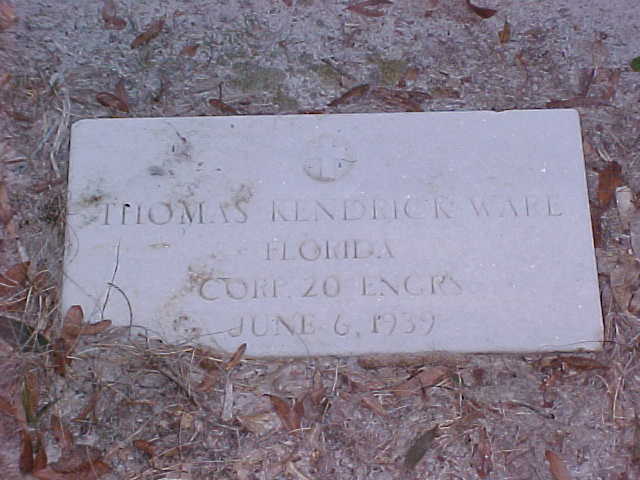 THOMAS KENDRICK WARE
FLORIDA
CORP. 20 ENGRS
JUNE 6, 1939